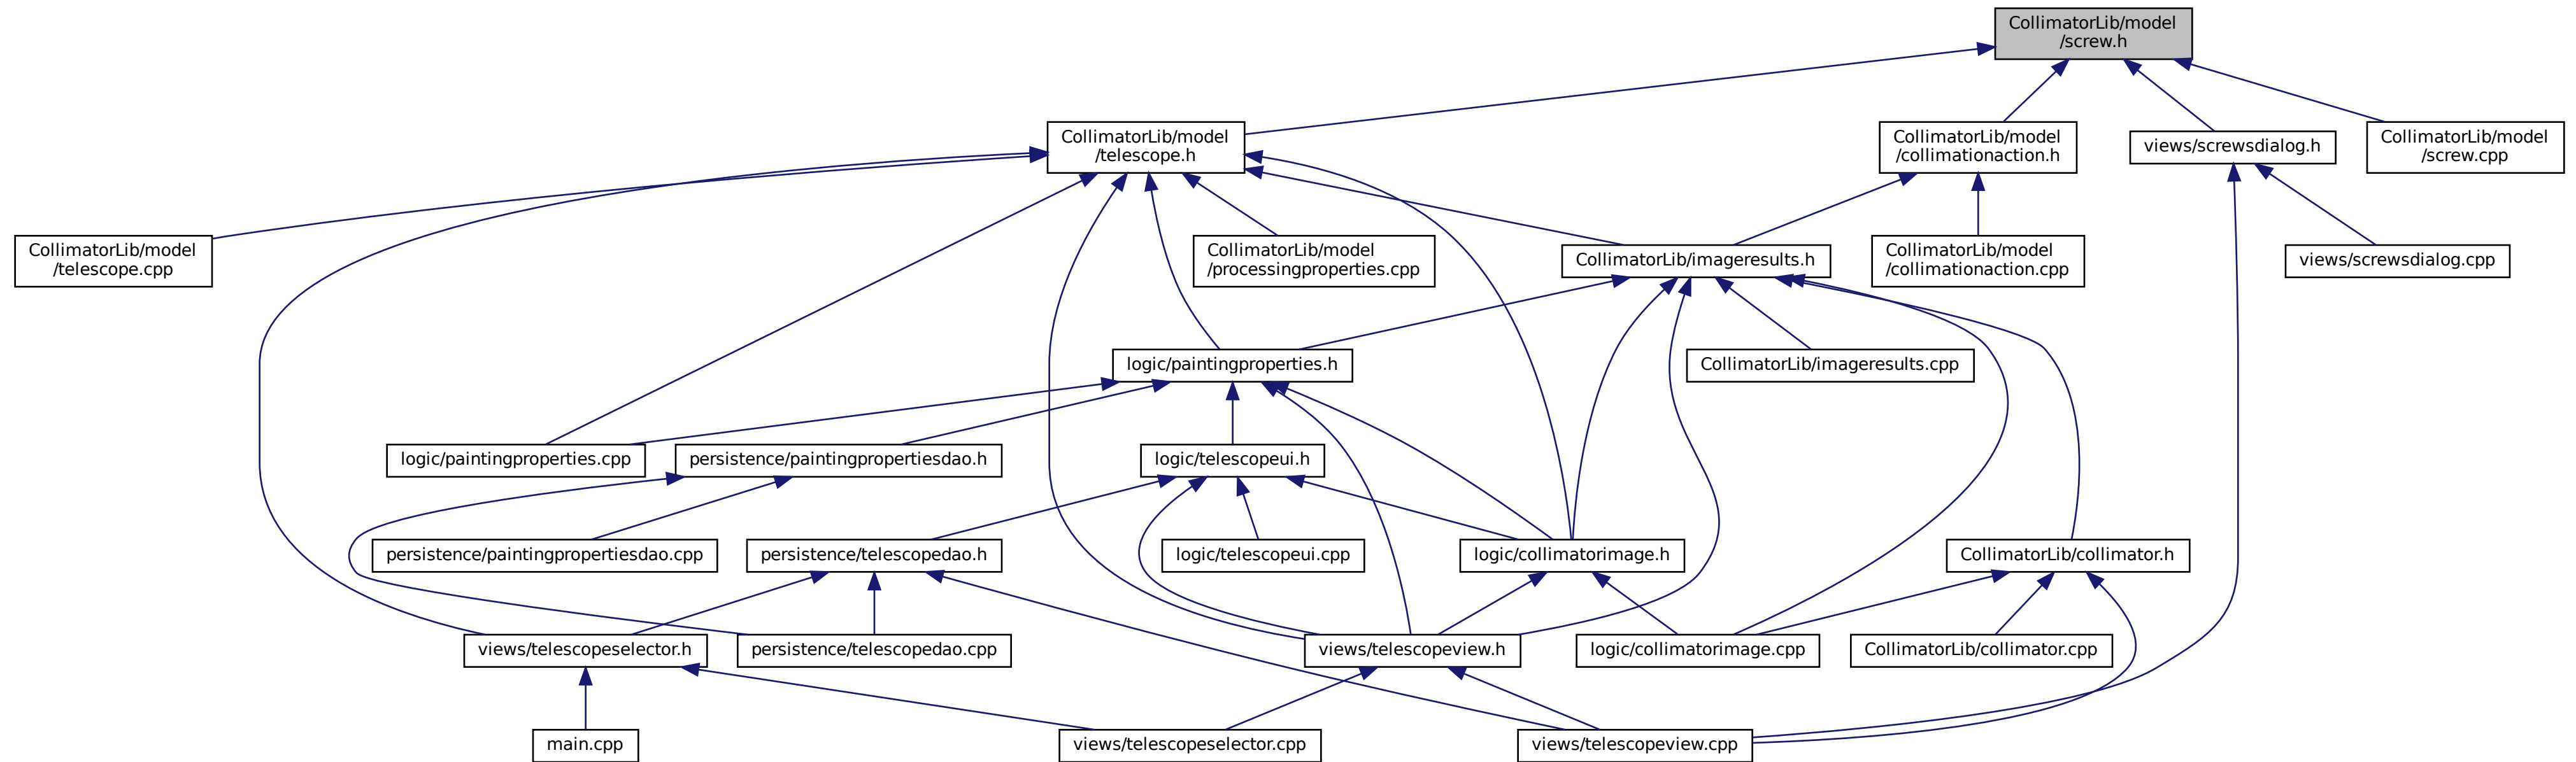 CollimatorLib/model
/screw.h
CollimatorLib/model
/telescope.h
CollimatorLib/model
/collimationaction.h
views/screwsdialog.h
CollimatorLib/model
/screw.cpp
CollimatorLib/model
/telescope.cpp
CollimatorLib/model
/processingproperties.cpp
CollimatorLib/imageresults.h
CollimatorLib/model
/collimationaction.cpp
views/screwsdialog.cpp
logic/paintingproperties.h
CollimatorLib/imageresults.cpp
logic/paintingproperties.cpp
persistence/paintingpropertiesdao.h
logic/telescopeui.h
persistence/paintingpropertiesdao.cpp
persistence/telescopedao.h
logic/telescopeui.cpp
logic/collimatorimage.h
CollimatorLib/collimator.h
views/telescopeselector.h
persistence/telescopedao.cpp
views/telescopeview.h
logic/collimatorimage.cpp
CollimatorLib/collimator.cpp
main.cpp
views/telescopeselector.cpp
views/telescopeview.cpp